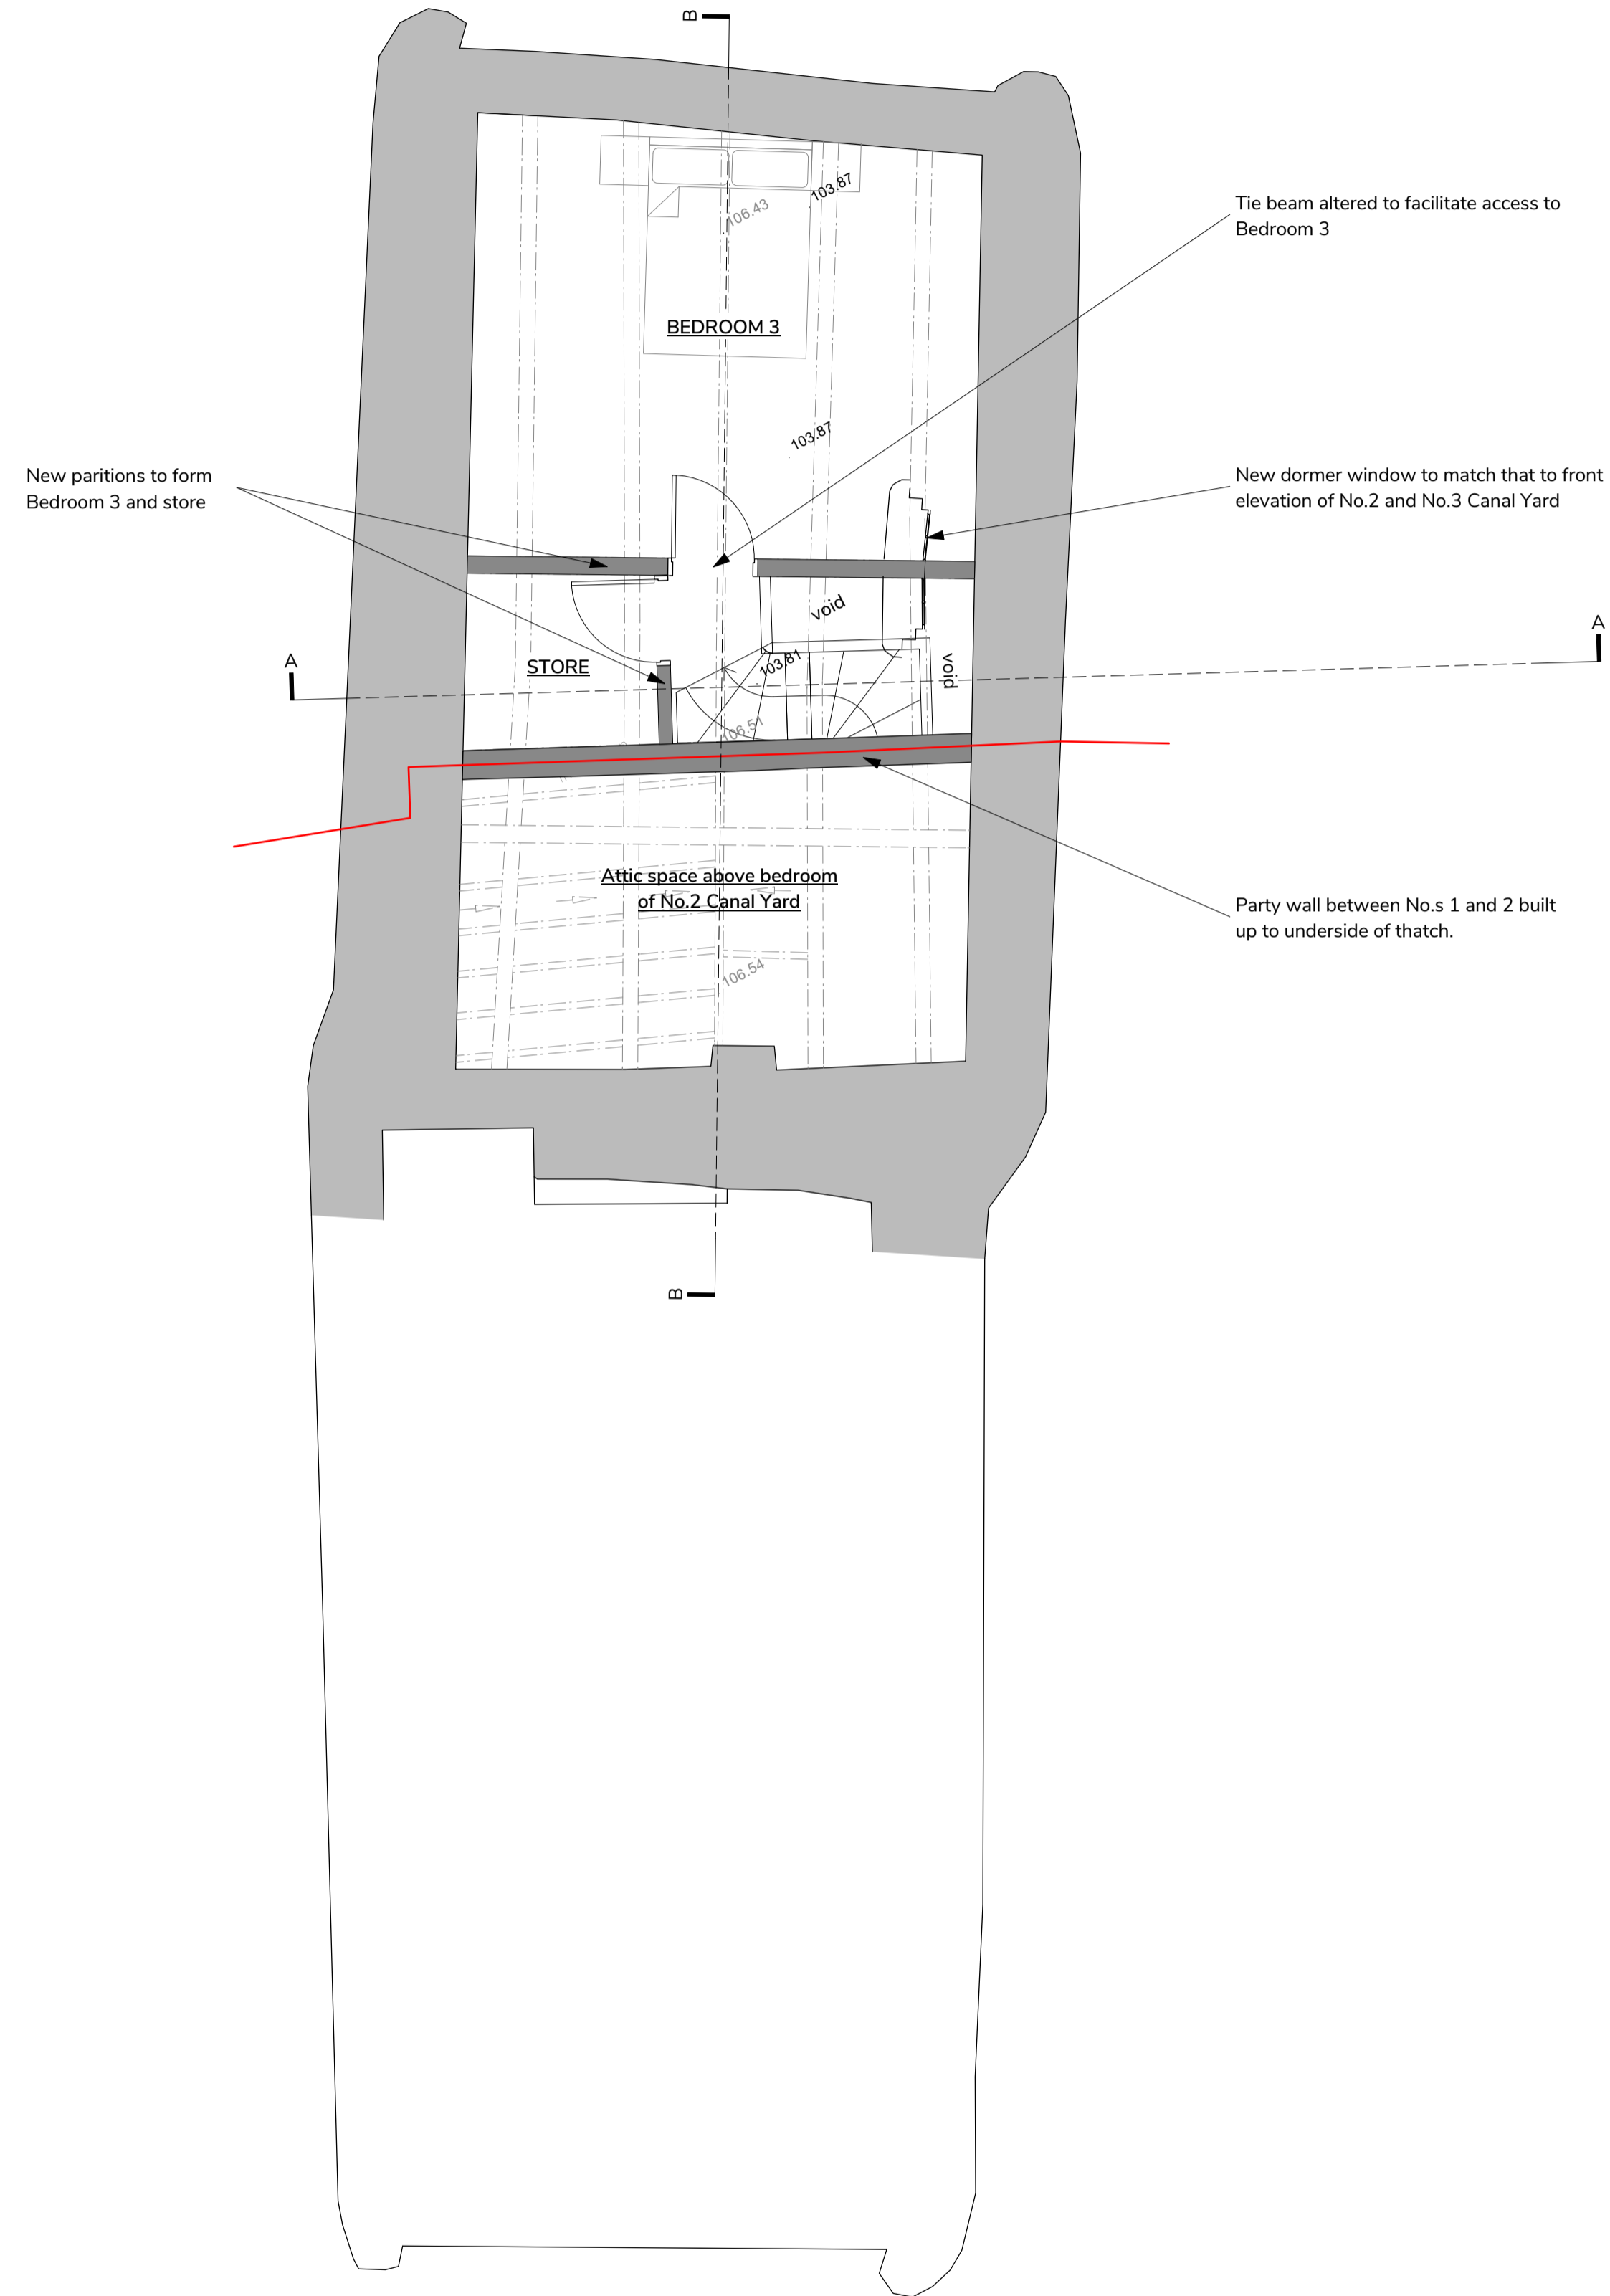 B
Tie beam altered to facilitate access to
Bedroom 3
103.87
106.43
BEDROOM 3
103.87
New paritions to form
Bedroom 3 and store
New dormer window to match that to front
elevation of No.2 and No.3 Canal Yard
void
A
A
STORE
103.81
void
106.51
Attic space above bedroom
of No.2 Canal Yard
Party wall between No.s 1 and 2 built
up to underside of thatch.
106.54
B